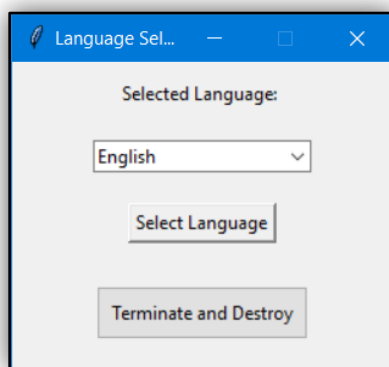 Language Sel...
Selected Language:
English
Select Language
Terminate and Destroy